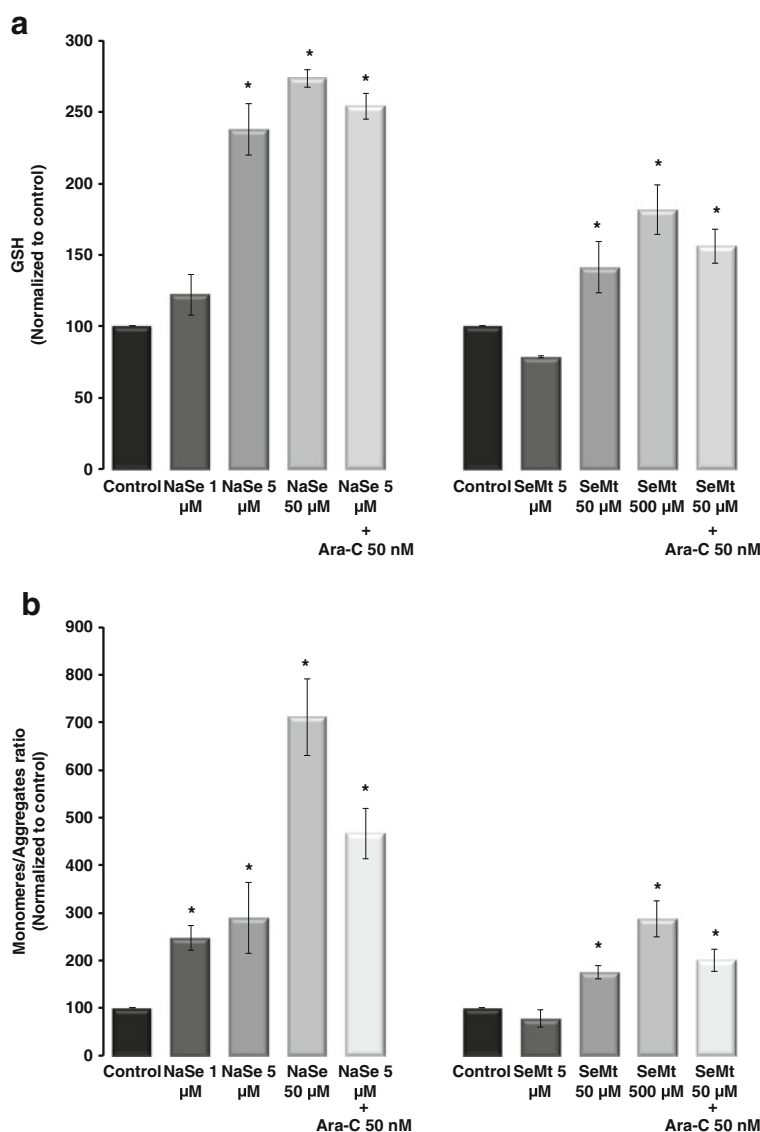 a
300
250
200
150
100
50
0
GSH
(Normalized to control)
*
*
*
*
*
*
Control
NaSe 1
µM
NaSe 5
µM
NaSe
50 µM
NaSe 5
µM
+
Ara-C 50 nM
Control
SeMt 5
µM
SeMt
50 µM
SeMt
500 µM
SeMt
50 µM
+
Ara-C 50 nM
b
900
800
700
600
500
400
300
200
100
0
Monomeres/Aggregates ratio
(Normalized to control)
*
*
*
*
*
*
*
Control
NaSe 1
µM
NaSe 5
µM
NaSe
50 µM
NaSe 5
µM
+
Ara-C 50 nM
Control
SeMt 5
µM
SeMt
50 µM
SeMt
500 µM
SeMt
50 µM
+
Ara-C 50 nM